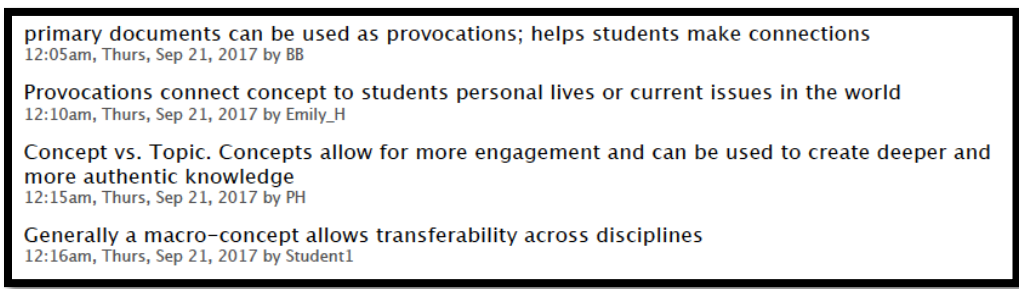 primary documents can be used as provocations; helps students make connections
12:05am, Thurs, Sep 21, 2017 by BB
Provocations connect concept to students personal lives or current issues in the world
12:10am, Thurs, Sep 21, 2017 by Emily_H
Concept vs. Topic. Concepts allow for more engagement and can be used to create deeper and
more authentic knowledge
12:15am, Thurs, Sep 21, 2017 by PH
Generally a macro-concept allows transferability across disciplines
12:16am, Thurs, Sep 21, 2017 by Student1